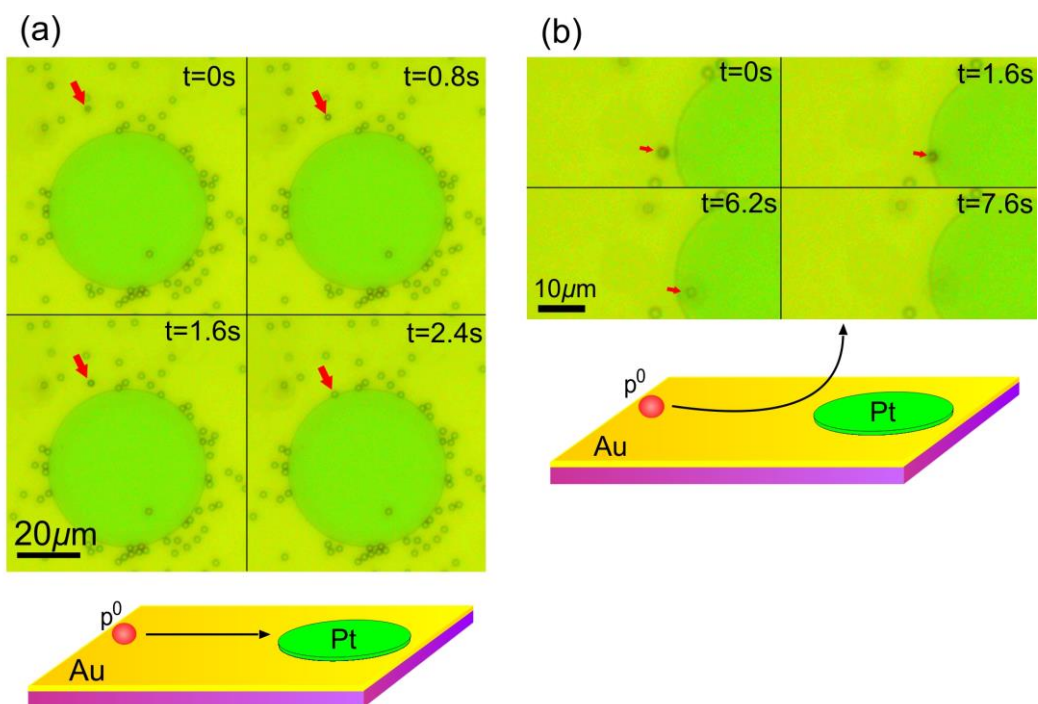 (a)
t=0s
t=0.8s
t=1.6s
t=2.4s
20μm
p⁰
Au
Pt
(b)
t=0s
t=1.6s
t=6.2s
t=7.6s
10μm
p⁰
Au
Pt